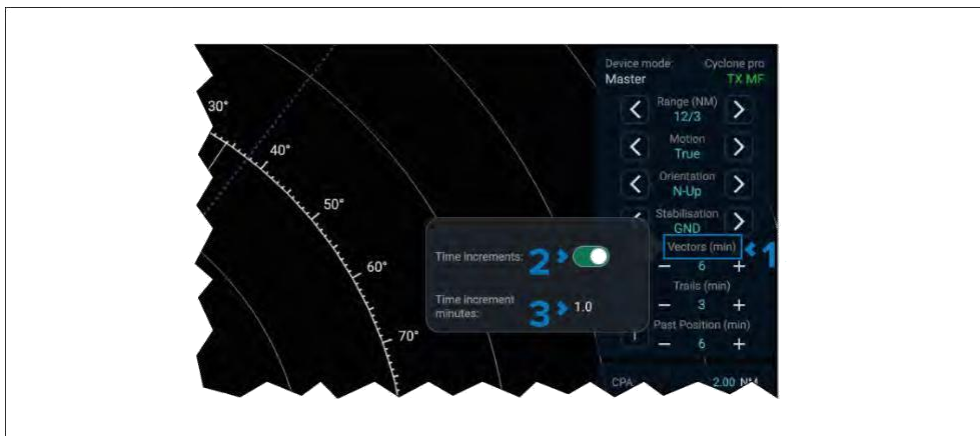 Device mode: Cyclone pro
Master TX MF
Range (NM)
12/3
Motion
True
Orientation
N-Up
Stabilisation
GND
Vectors (min)
1
6
Trails (min)
3
Past Position (min)
6
CPA 2.00 NM
30°
40°
50°
60°
70°
Time increments: 2
Time increment
minutes: 3 1.0